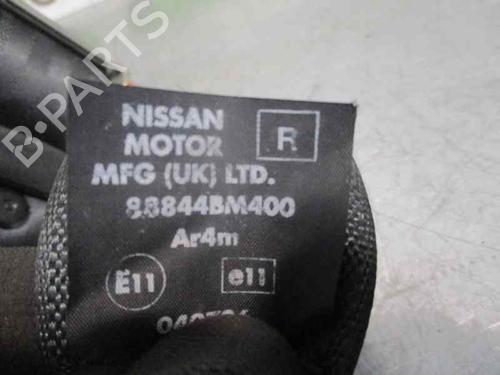 B-PARTS
NISSAN
MOTOR R
MFG (UK) LTD.
88844BM400
Ar4m
E11 e11